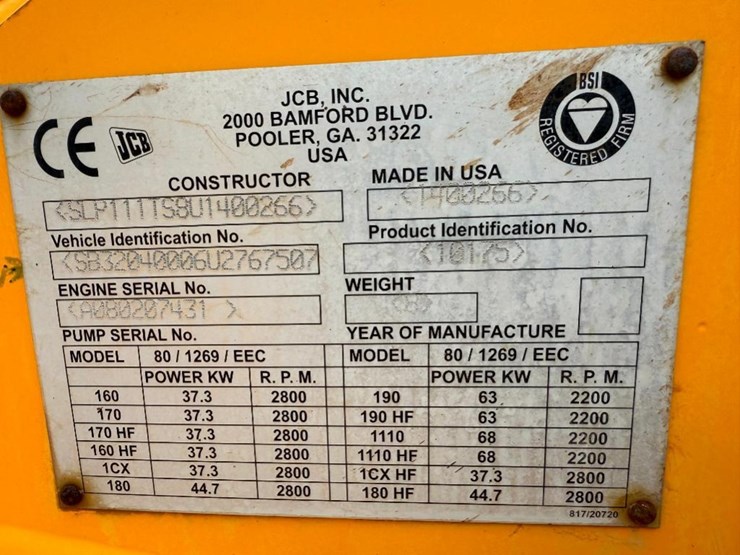 CE JCB
JCB, INC.
2000 BAMFORD BLVD.
POOLER, GA. 31322
USA
BSI
REGISTERED FIRM
CONSTRUCTOR
MADE IN USA
<SLP111TS8U1400266>
<1400266>
Vehicle Identification No.
Product Identification No.
<SB32040006U2767507
<10175>
ENGINE SERIAL No.
WEIGHT
<A080207431 >
PUMP SERIAL No.
YEAR OF MANUFACTURE
MODEL 80 / 1269 / EEC MODEL 80 / 1269 / EEC
POWER KW R. P. M. POWER KW R. P. M.
160 37.3 2800 190 63 2200
170 37.3 2800 190 HF 63 2200
170 HF 37.3 2800 1110 68 2200
160 HF 37.3 2800 1110 HF 68 2200
1CX 37.3 2800 1CX HF 37.3 2800
180 44.7 2800 180 HF 44.7 2800
817/20720